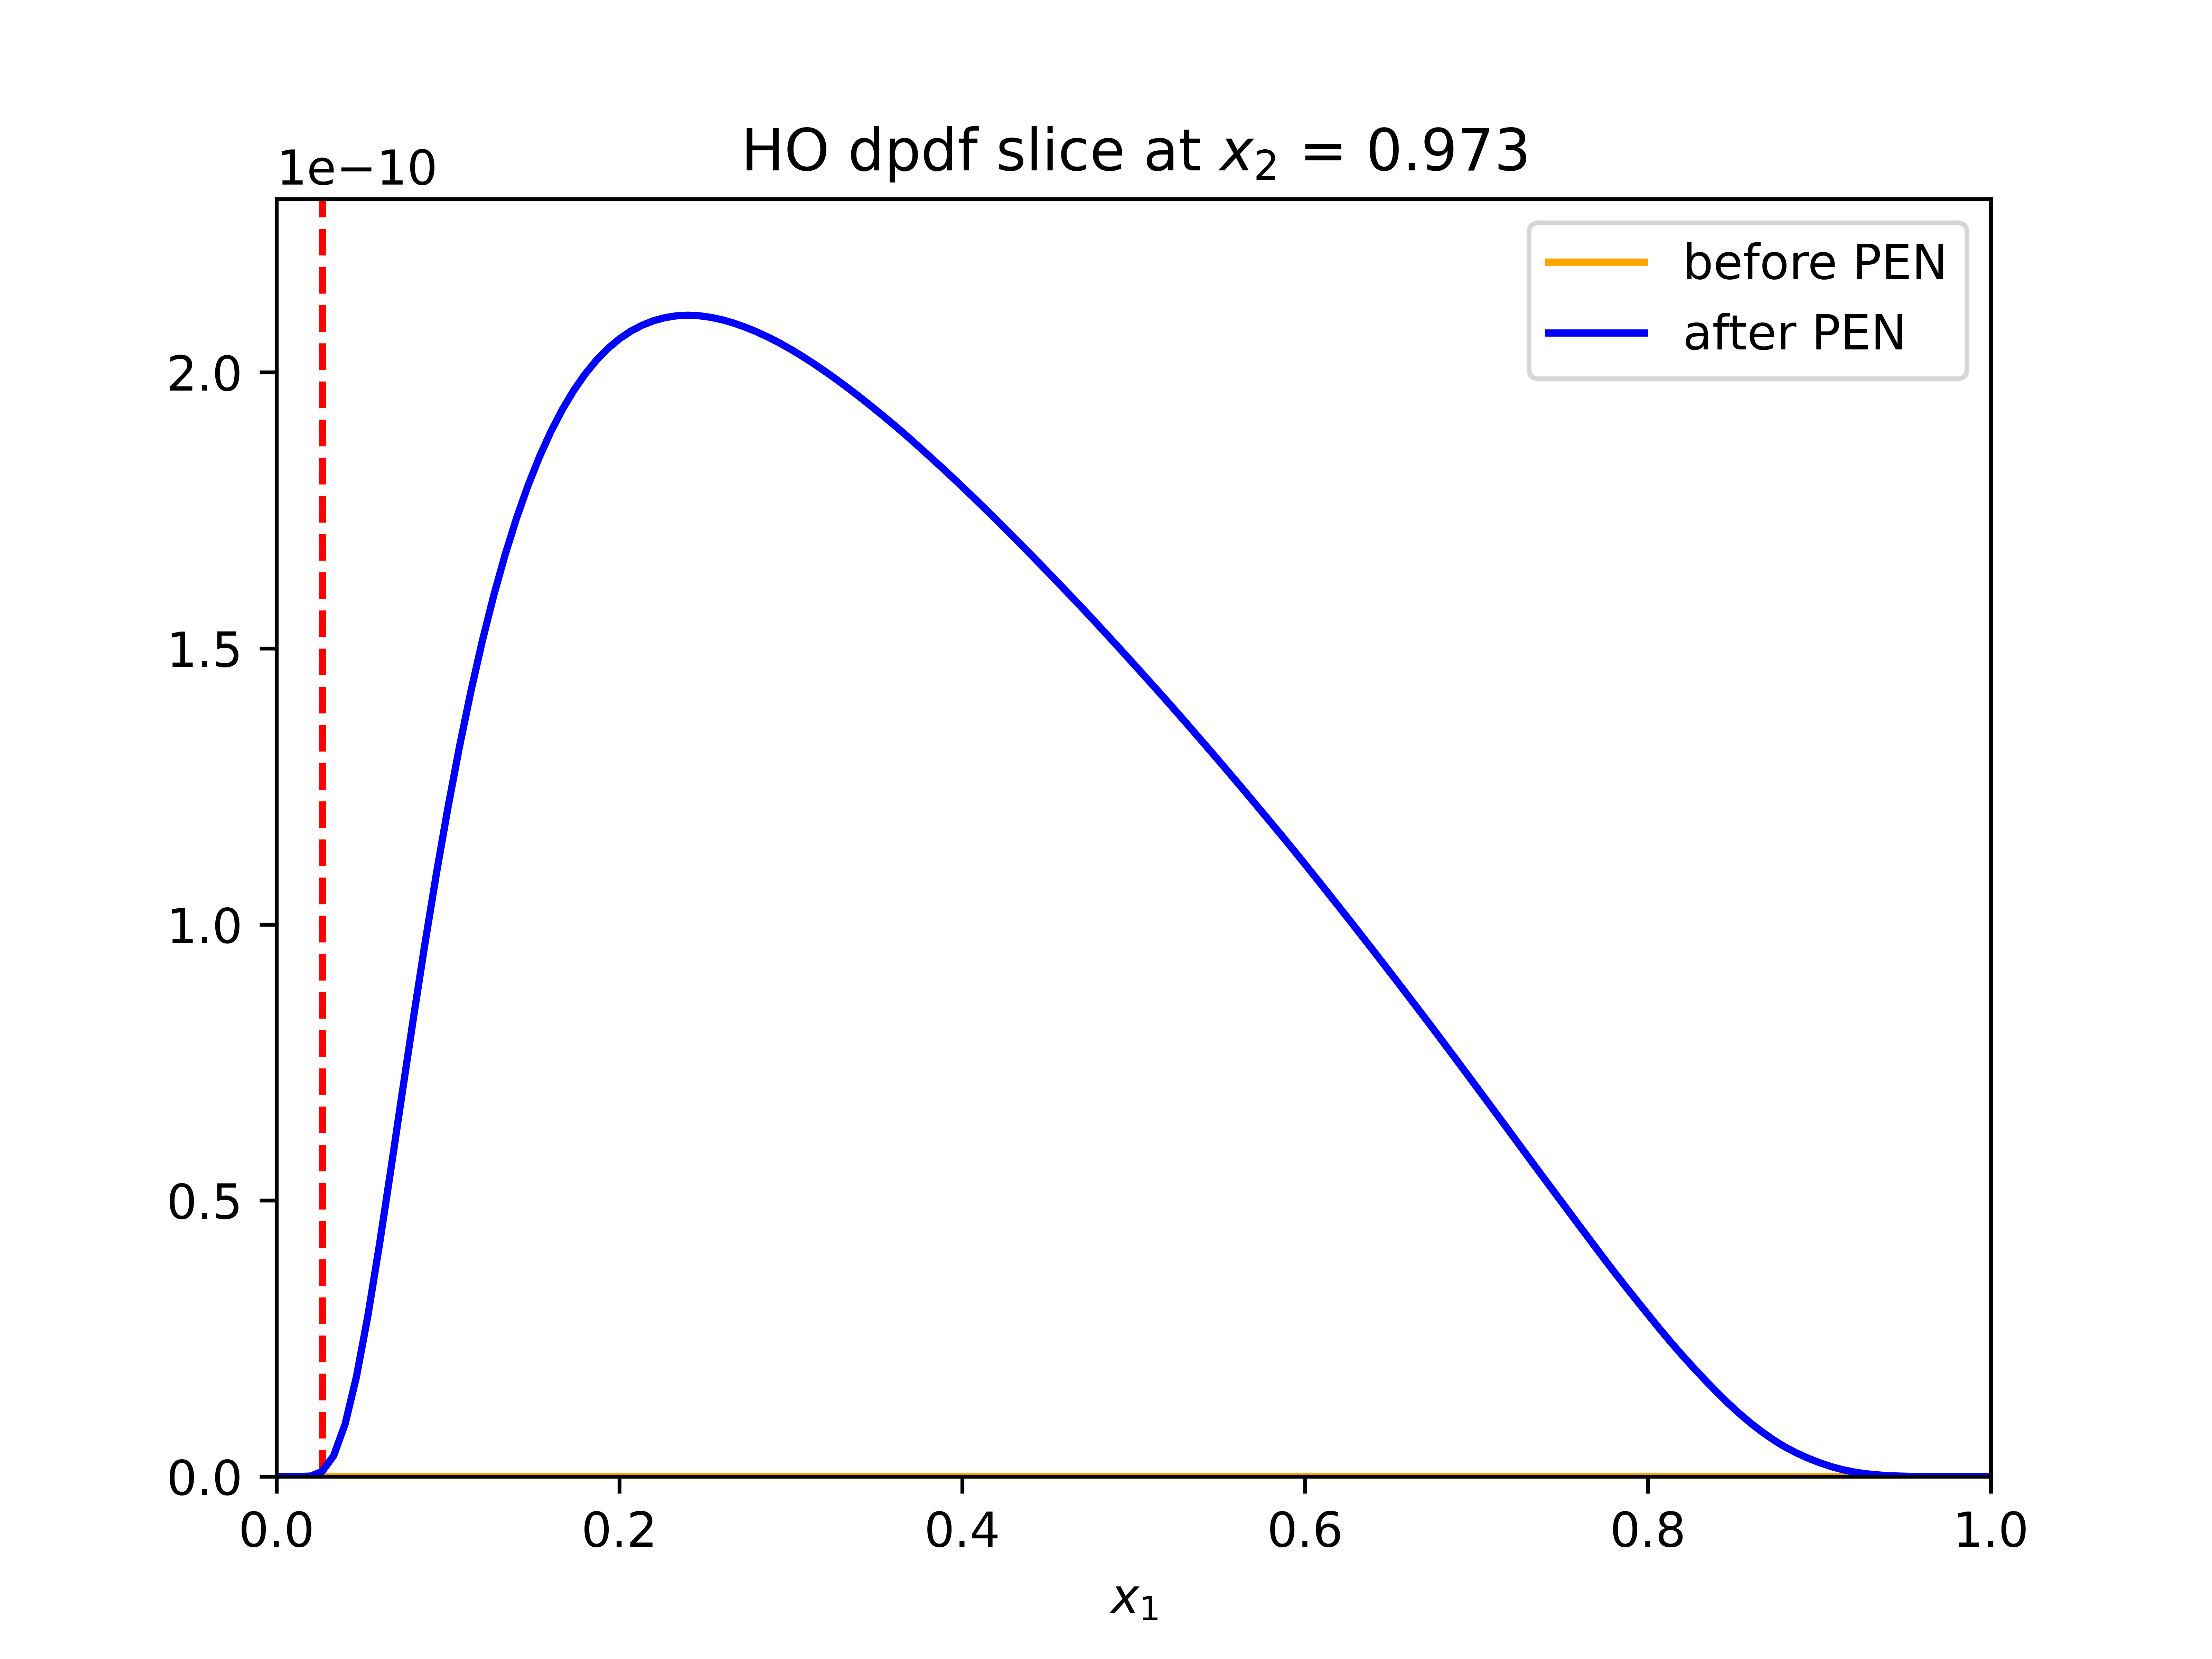 HO dpdf slice at x₂ = 0.973
1e−10
before PEN
after PEN
2.0
1.5
1.0
0.5
0.0
0.0 0.2 0.4 0.6 0.8 1.0
x₁